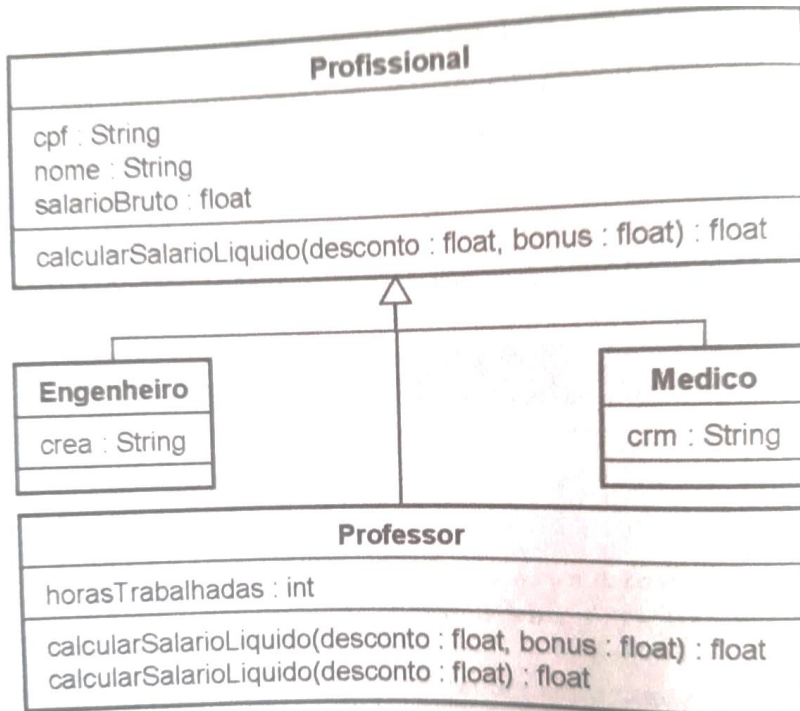 Profissional
cpf : String
nome : String
salarioBruto : float
calcularSalarioLiquido(desconto : float, bonus : float) : float
Engenheiro
crea : String
Medico
crm : String
Professor
horasTrabalhadas : int
calcularSalarioLiquido(desconto : float, bonus : float) : float
calcularSalarioLiquido(desconto : float) : float